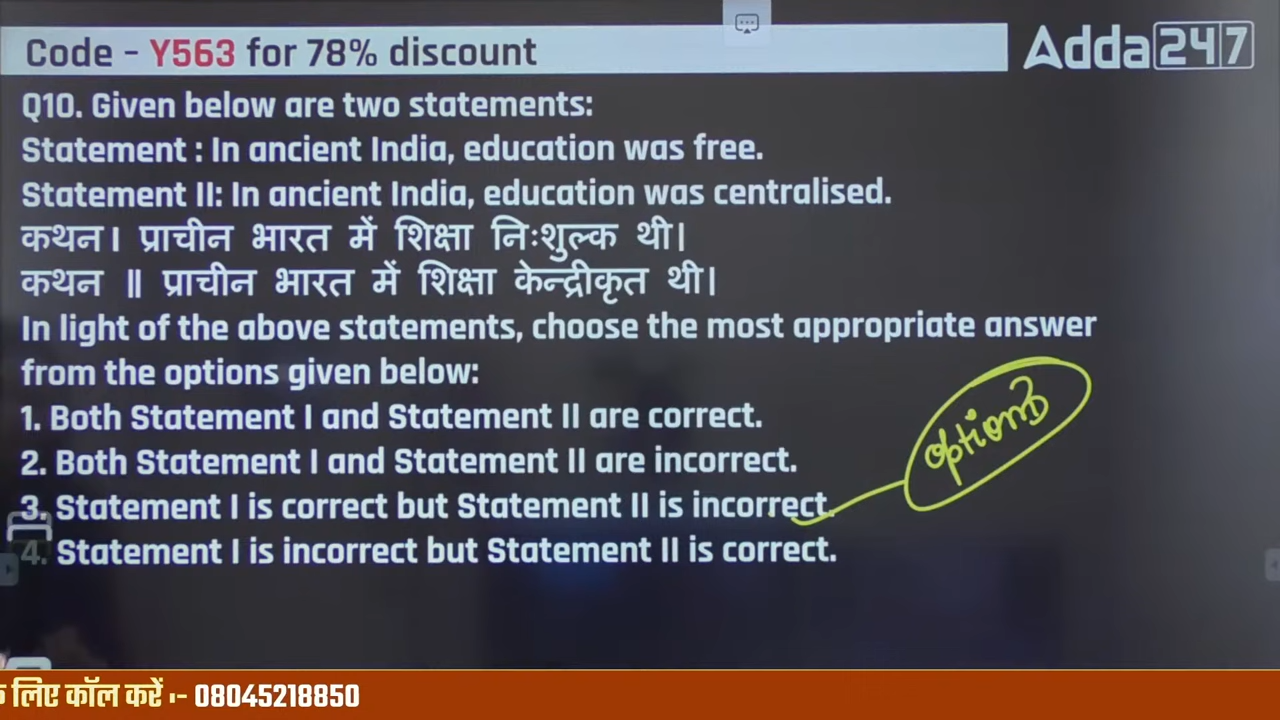 Code - Y563 for 78% discount
Adda247
Q10. Given below are two statements:
Statement : In ancient India, education was free.
Statement II: In ancient India, education was centralised.
कथन। प्राचीन भारत में शिक्षा निःशुल्क थी।
कथन ॥ प्राचीन भारत में शिक्षा केन्द्रीकृत थी।
In light of the above statements, choose the most appropriate answer
from the options given below:
1. Both Statement I and Statement II are correct.
2. Both Statement I and Statement II are incorrect.
3. Statement I is correct but Statement II is incorrect.
option3
4. Statement I is incorrect but Statement II is correct.
लिए कॉल करें :- 08045218850